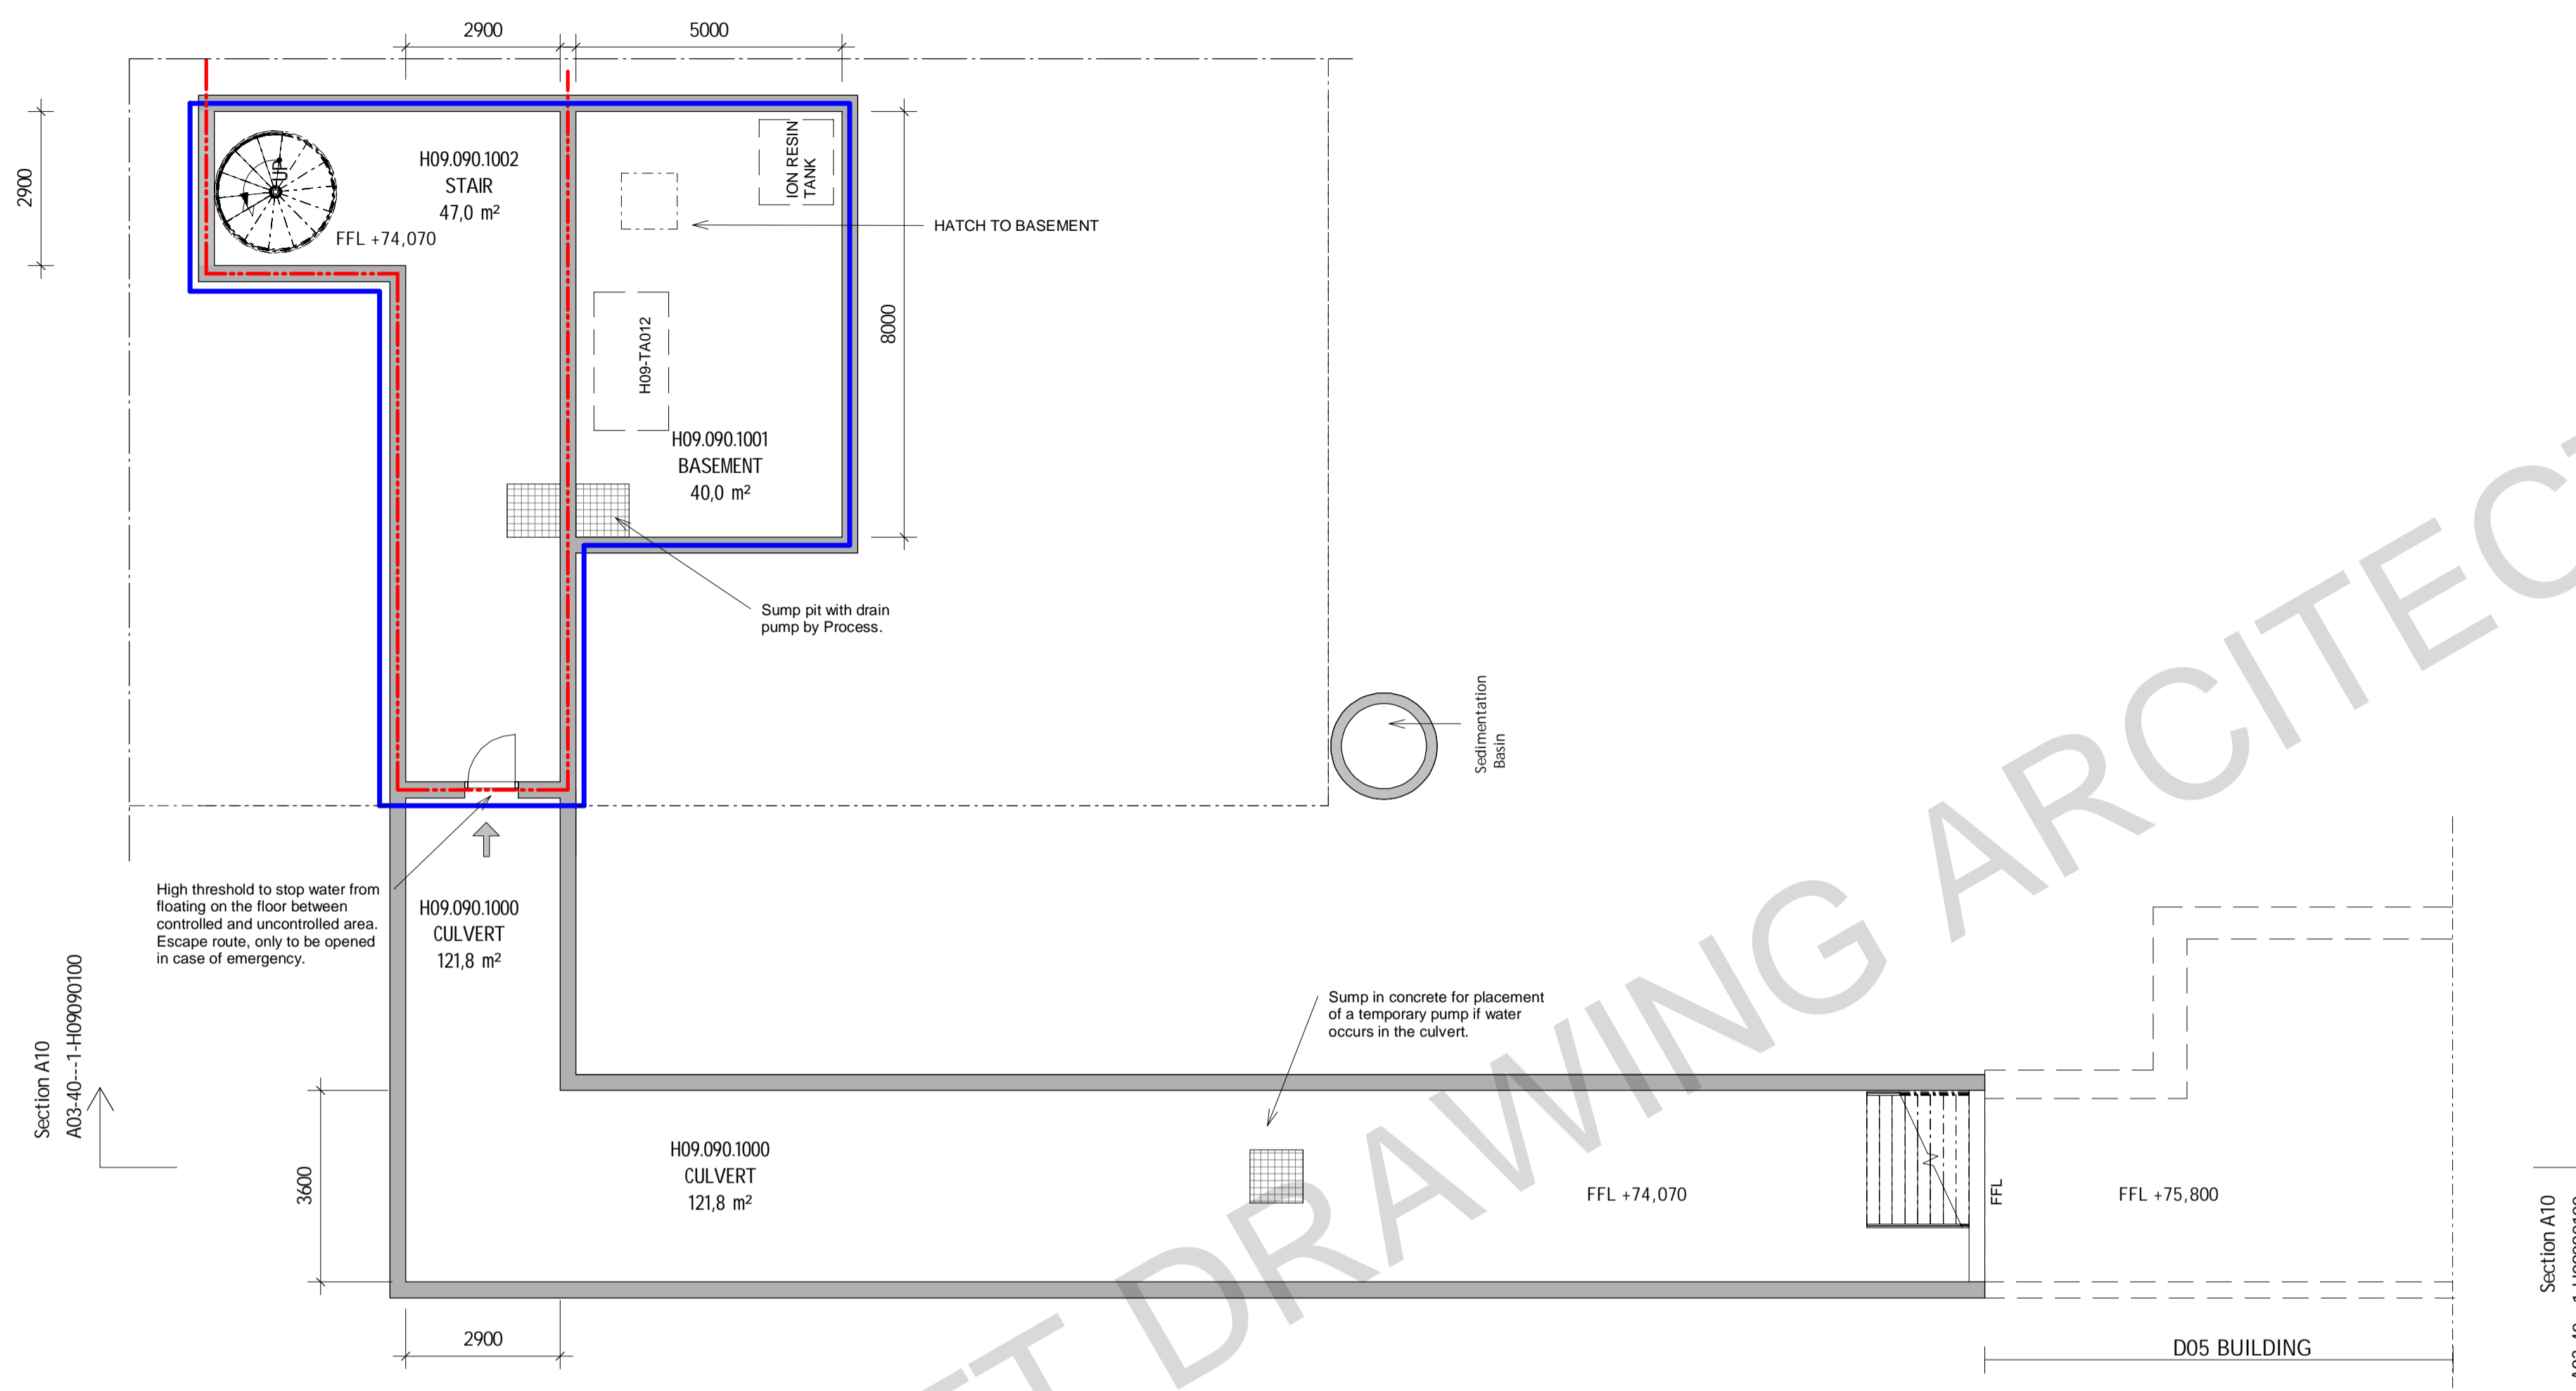 2900
5000
2900
UP
H09.090.1002
STAIR
47,0 m²
FFL +74,070
ION RESIN
TANK
HATCH TO BASEMENT
H09-TA012
8000
H09.090.1001
BASEMENT
40,0 m²
Sump pit with drain
pump by Process.
Sedimentation
Basin
High threshold to stop water from
floating on the floor between
controlled and uncontrolled area.
Escape route, only to be opened
in case of emergency.
H09.090.1000
CULVERT
121,8 m²
Section A10
A03-40---1-H09090100
Sump in concrete for placement
of a temporary pump if water
occurs in the culvert.
3600
H09.090.1000
CULVERT
121,8 m²
FFL +74,070
FFL
FFL +75,800
Section A10
2900
D05 BUILDING
DRAWING ARCITECT